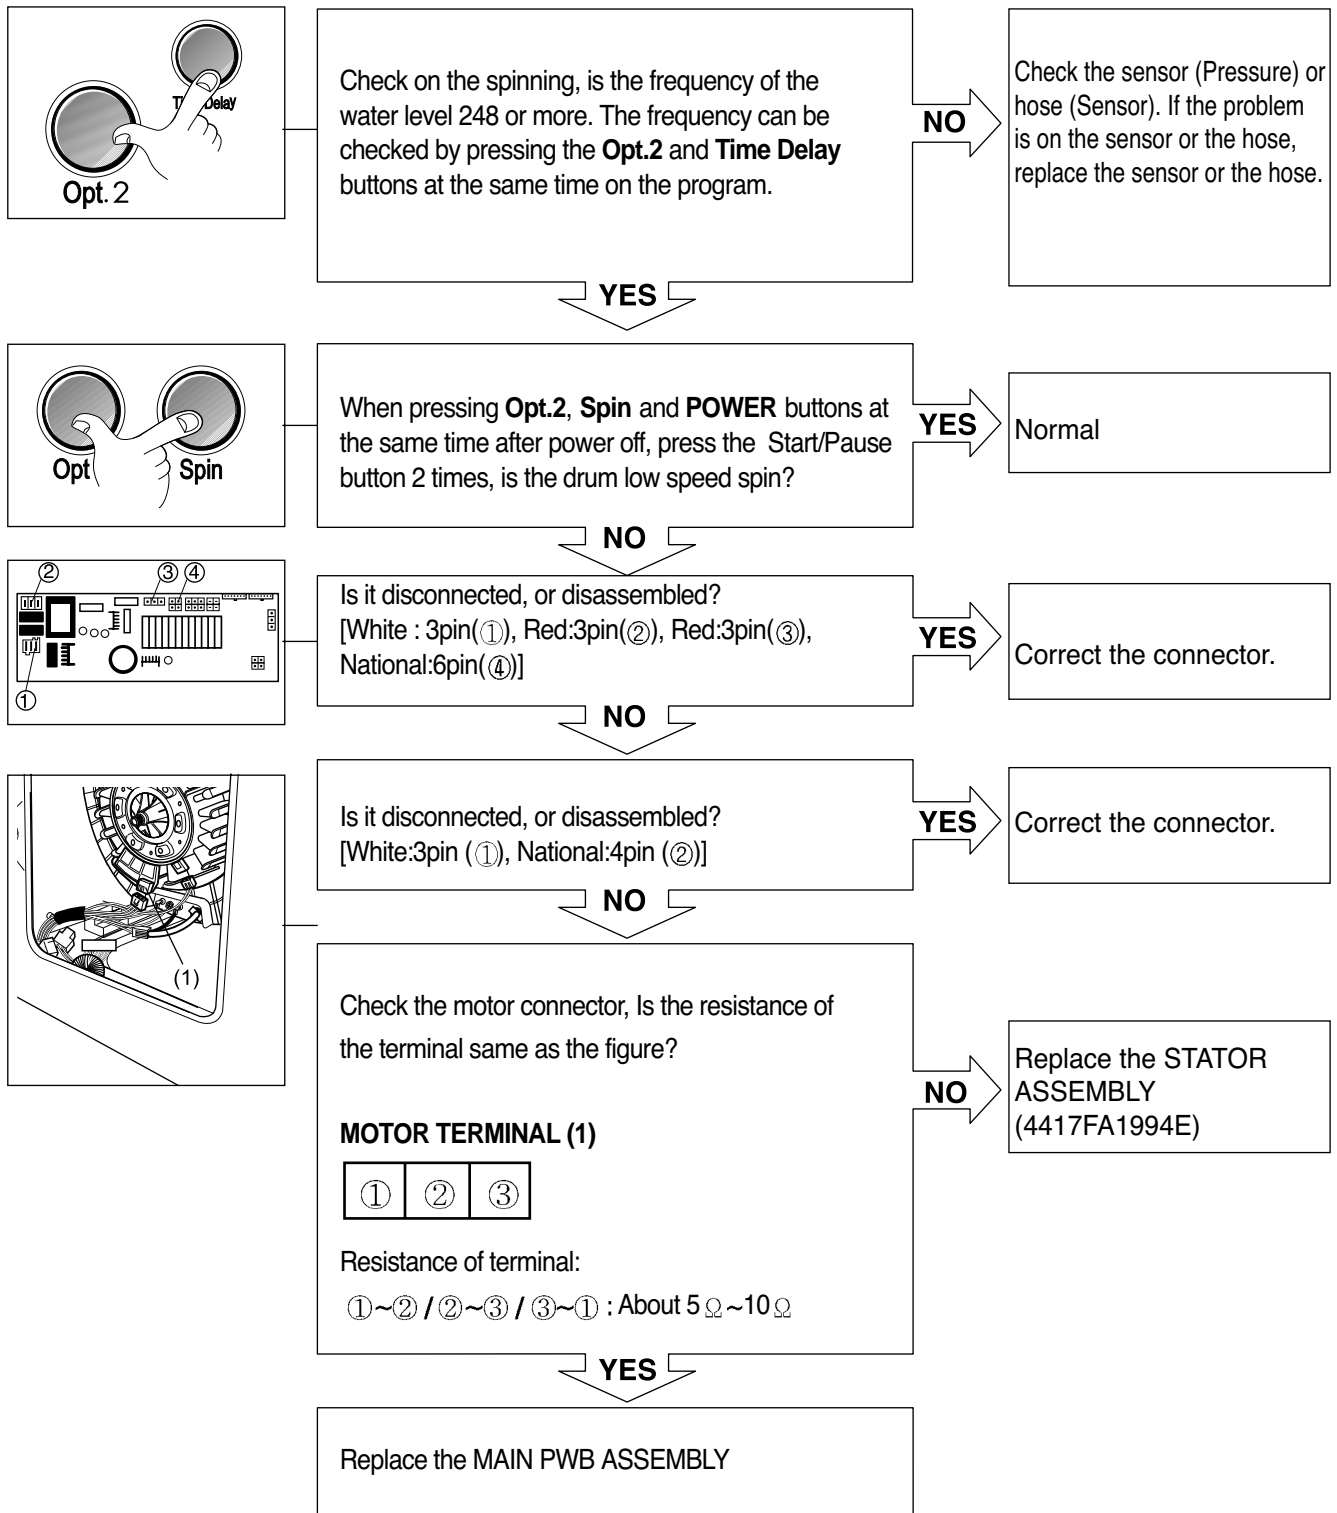 Time Delay
Opt. 2
Check on the spinning, is the frequency of the
water level 248 or more. The frequency can be
checked by pressing the Opt.2 and Time Delay
buttons at the same time on the program.
NO
Check the sensor (Pressure) or
hose (Sensor). If the problem
is on the sensor or the hose,
replace the sensor or the hose.
YES
Opt
Spin
When pressing Opt.2, Spin and POWER buttons at
the same time after power off, press the Start/Pause
button 2 times, is the drum low speed spin?
YES
Normal
NO
② ③ ④
①
Is it disconnected, or disassembled?
[White : 3pin(①), Red:3pin(②), Red:3pin(③),
National:6pin(④)]
YES
Correct the connector.
NO
(1)
Is it disconnected, or disassembled?
[White:3pin (①), National:4pin (②)]
YES
Correct the connector.
NO
Check the motor connector, Is the resistance of
the terminal same as the figure?
MOTOR TERMINAL (1)
① ② ③
Resistance of terminal:
①~② / ②~③ / ③~① : About 5 Ω ~10 Ω
NO
Replace the STATOR
ASSEMBLY
(4417FA1994E)
YES
Replace the MAIN PWB ASSEMBLY